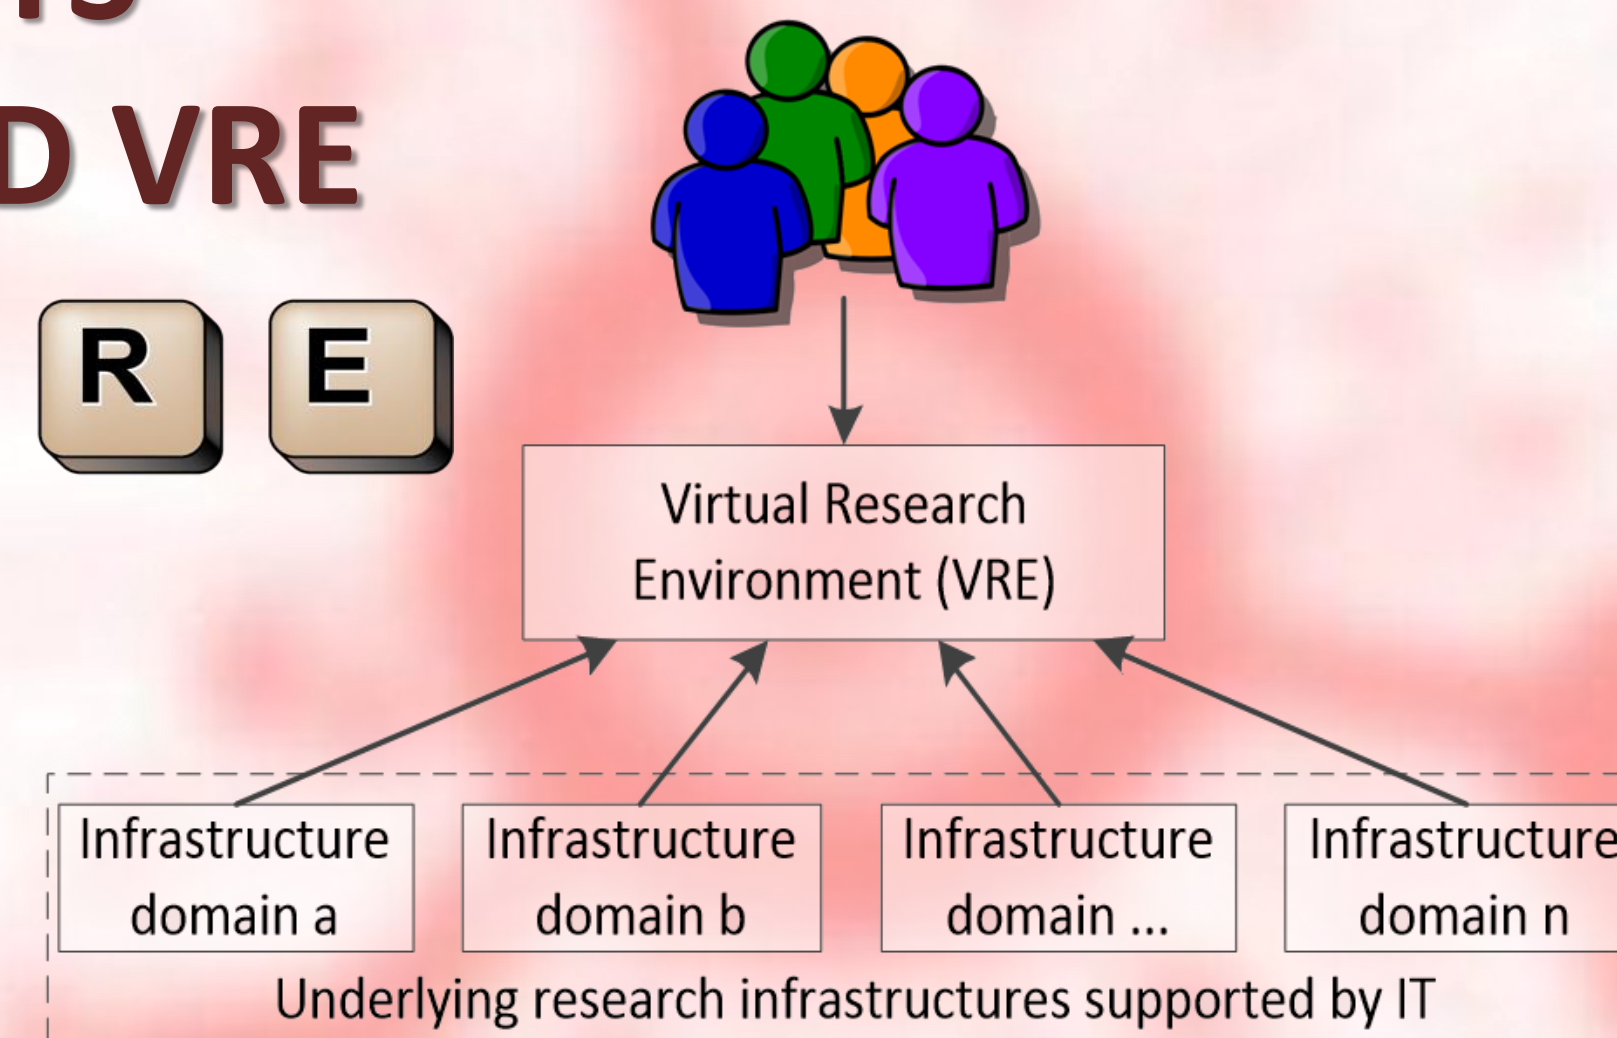 D VRE
R E
Virtual Research
Environment (VRE)
Infrastructure
domain a
Infrastructure
domain b
Infrastructure
domain ...
Infrastructure
domain n
Underlying research infrastructures supported by IT